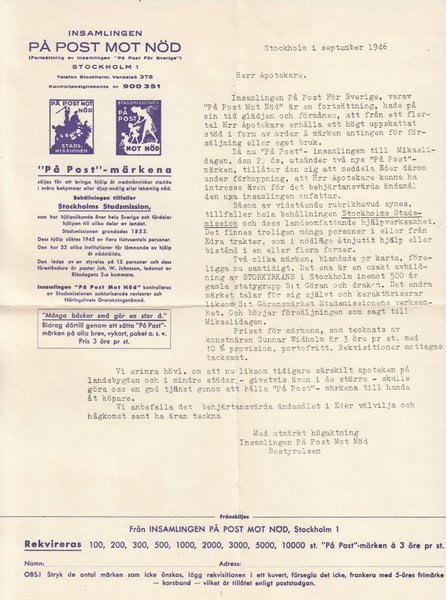 INSAMLINGEN
PÅ POST MOT NÖD
(Fortsättning av Insamlingen "På Post För Sverige")
STOCKHOLM 1
Telefon Stockholm: Vendelsö 378
Kontrollpostgirokonto nr 900 351
PÅ POST MOT NÖD
STADSMISSIONEN
STADSMISSIONEN
PÅ POST MOT NÖD
"På Post"-märkena
säljas för att bringa hjälp åt medmänniskor stadda
i svåra bekymmer eller djup andlig eller lekamlig nöd.
Behållningen tillfaller
Stockholms Stadsmission,
som har hjälpsökande över hela Sverige och fördelar
hjälpen till olika delar av landet.
Stadsmissionen grundades 1853.
Dess hjälp söktes 1945 av flera tiotusentals personer.
Den har 32 olika institutioner för lämnande av hjälp
åt nödställda.
Den ledes av en styrelse på 15 personer och dess
föreståndare är pastor Joh. W. Johnsson, ledamot av
Riksdagens 2:a kammare.
Insamlingen "På Post Mot Nöd" kontrolleras av
Stadsmissionen auktoriserade revisorer och
Näringslivets Granskningsnämnd.
"Många bäckar små gör en stor å."
Bidrag därtill genom att sätta "På Post"-
märken på alla brev, vykort, paket o. s. v.
Pris 3 öre pr st.
Stockholm i september 1946
Herr Apotekare.
Insamlingen På Post För Sverige, varav
"På Post Mot Nöd" är en fortsättning, hade på
sin tid glädjen och förmånen, att från ett fler-
tal Hrr Apotekare erhålla ett högt uppskattat
stöd i form av order å märken antingen för för-
säljning eller eget bruk.
Då nu "På Post" - insamlingen till Mikaeli-
dagen, den 29 ds, utsänder två nya "På Post"-
märken, tillåter den sig att meddela Eder därom
under förhoppning, att Herr Apotekare kunna ha
intresse även för det behjärtansvärda ändamål
den nya insamlingen omfattar.
Som av vidstående rubrikhuvud synes,
tillfaller hela behållningen Stockholms Stads-
mission och dess landsomfattande hjälpverksamhet.
Det finnes troligen många personer i eller från
Edra trakter, som i nödläge åtnjutit hjälp eller
bistånd i en eller flera former.
Två olika märken, blandade pr karta, förelig-
ga nu samtidigt. Det ena är en exakt avbild-
ning av STORKYRKANS i Stockholm inemot 500 år
gamla statygrupp S:t Göran och draken. Det andra
märket talar för sig självt och karaktäriserar
liksom S:t Göransmärket Stadsmissionens verksam-
het. Och börjar försäljningen som sagt till
Mikaelidagen.
Priset för märkena, som tecknats av
konstnären Gunnar Widholm är 3 öre pr st. med
10 % provision, portofritt. Rekvisitioner mottagas
tacksamt.
Vi erinra hövl. om att nu liksom tidigare särskilt apoteken på
landsbygden och i mindre städer - givetvis även i de större - skulle
göra oss en god tjänst genom att hålla "På Post"- märkena till hands
åt köpare.
Vi anbefalla det behjärtansvärda ändamålet i Eder välvilja och
hågkomst samt ha äran teckna
Med utmärkt högaktning
Insamlingen På Post Mot Nöd
Bestyrelsen
Frånskiljes
Från INSAMLINGEN PÅ POST MOT NÖD, Stockholm 1
Rekvireras 100, 200, 300, 500, 1000, 2000, 3000, 5000, 10000 st. "På Post"-märken à 3 öre pr st.
Namn: Adress:
OBS.! Stryk de antal märken som icke önskas, lägg rekvisitionen i ett kuvert, försegla det icke, frankera med 5-öres frimärke
— korsband — vilket är tillåtet enligt poststadgan.